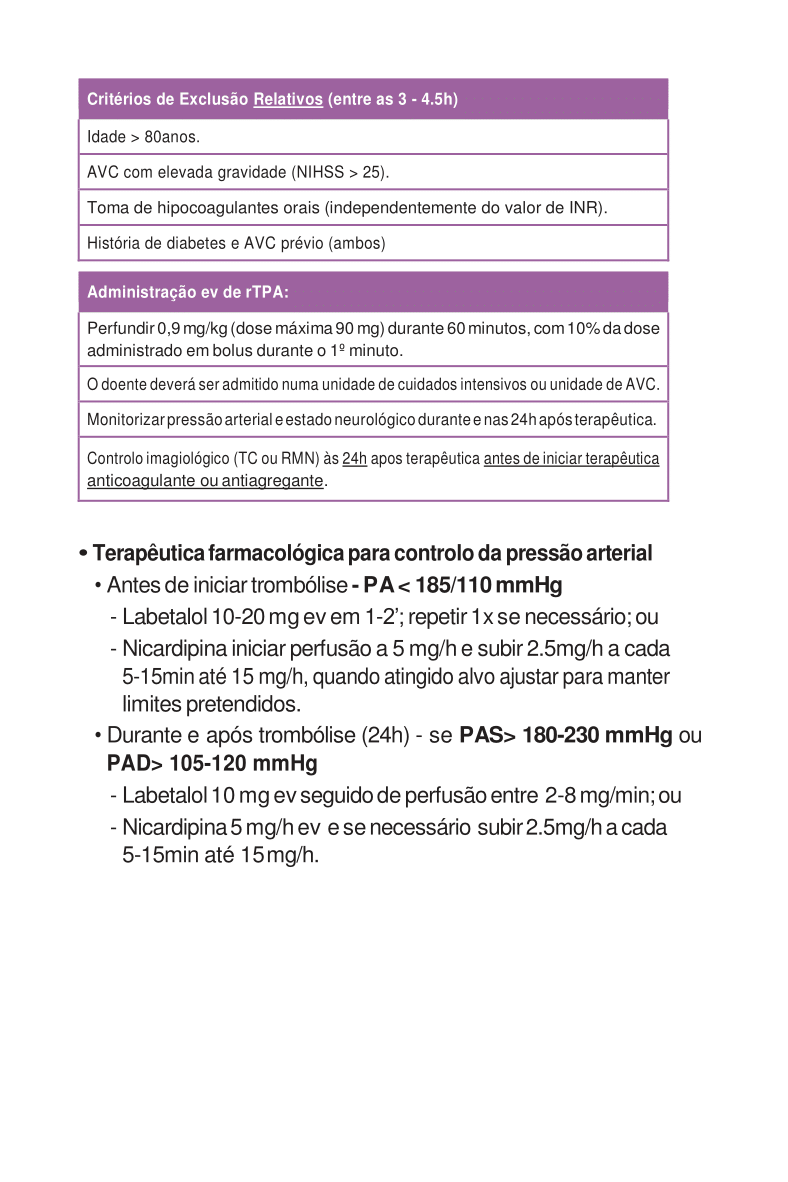 Critérios de Exclusão Relativos (entre as 3 - 4.5h)
Idade > 80anos.
AVC com elevada gravidade (NIHSS > 25).
Toma de hipocoagulantes orais (independentemente do valor de INR).
História de diabetes e AVC prévio (ambos)
Administração ev de rTPA:
Perfundir 0,9 mg/kg (dose máxima 90 mg) durante 60 minutos, com 10% da dose
administrado em bolus durante o 1º minuto.
O doente deverá ser admitido numa unidade de cuidados intensivos ou unidade de AVC.
Monitorizar pressão arterial e estado neurológico durante e nas 24h após terapêutica.
Controlo imagiológico (TC ou RMN) às 24h apos terapêutica antes de iniciar terapêutica
anticoagulante ou antiagregante.
• Terapêutica farmacológica para controlo da pressão arterial
• Antes de iniciar trombólise - PA < 185/110 mmHg
- Labetalol 10-20 mg ev em 1-2’; repetir 1x se necessário; ou
- Nicardipina iniciar perfusão a 5 mg/h e subir 2.5mg/h a cada
5-15min até 15 mg/h, quando atingido alvo ajustar para manter
limites pretendidos.
• Durante e após trombólise (24h) - se PAS> 180-230 mmHg ou
PAD> 105-120 mmHg
- Labetalol 10 mg ev seguido de perfusão entre 2-8 mg/min; ou
- Nicardipina 5 mg/h ev e se necessário subir 2.5mg/h a cada
5-15min até 15 mg/h.